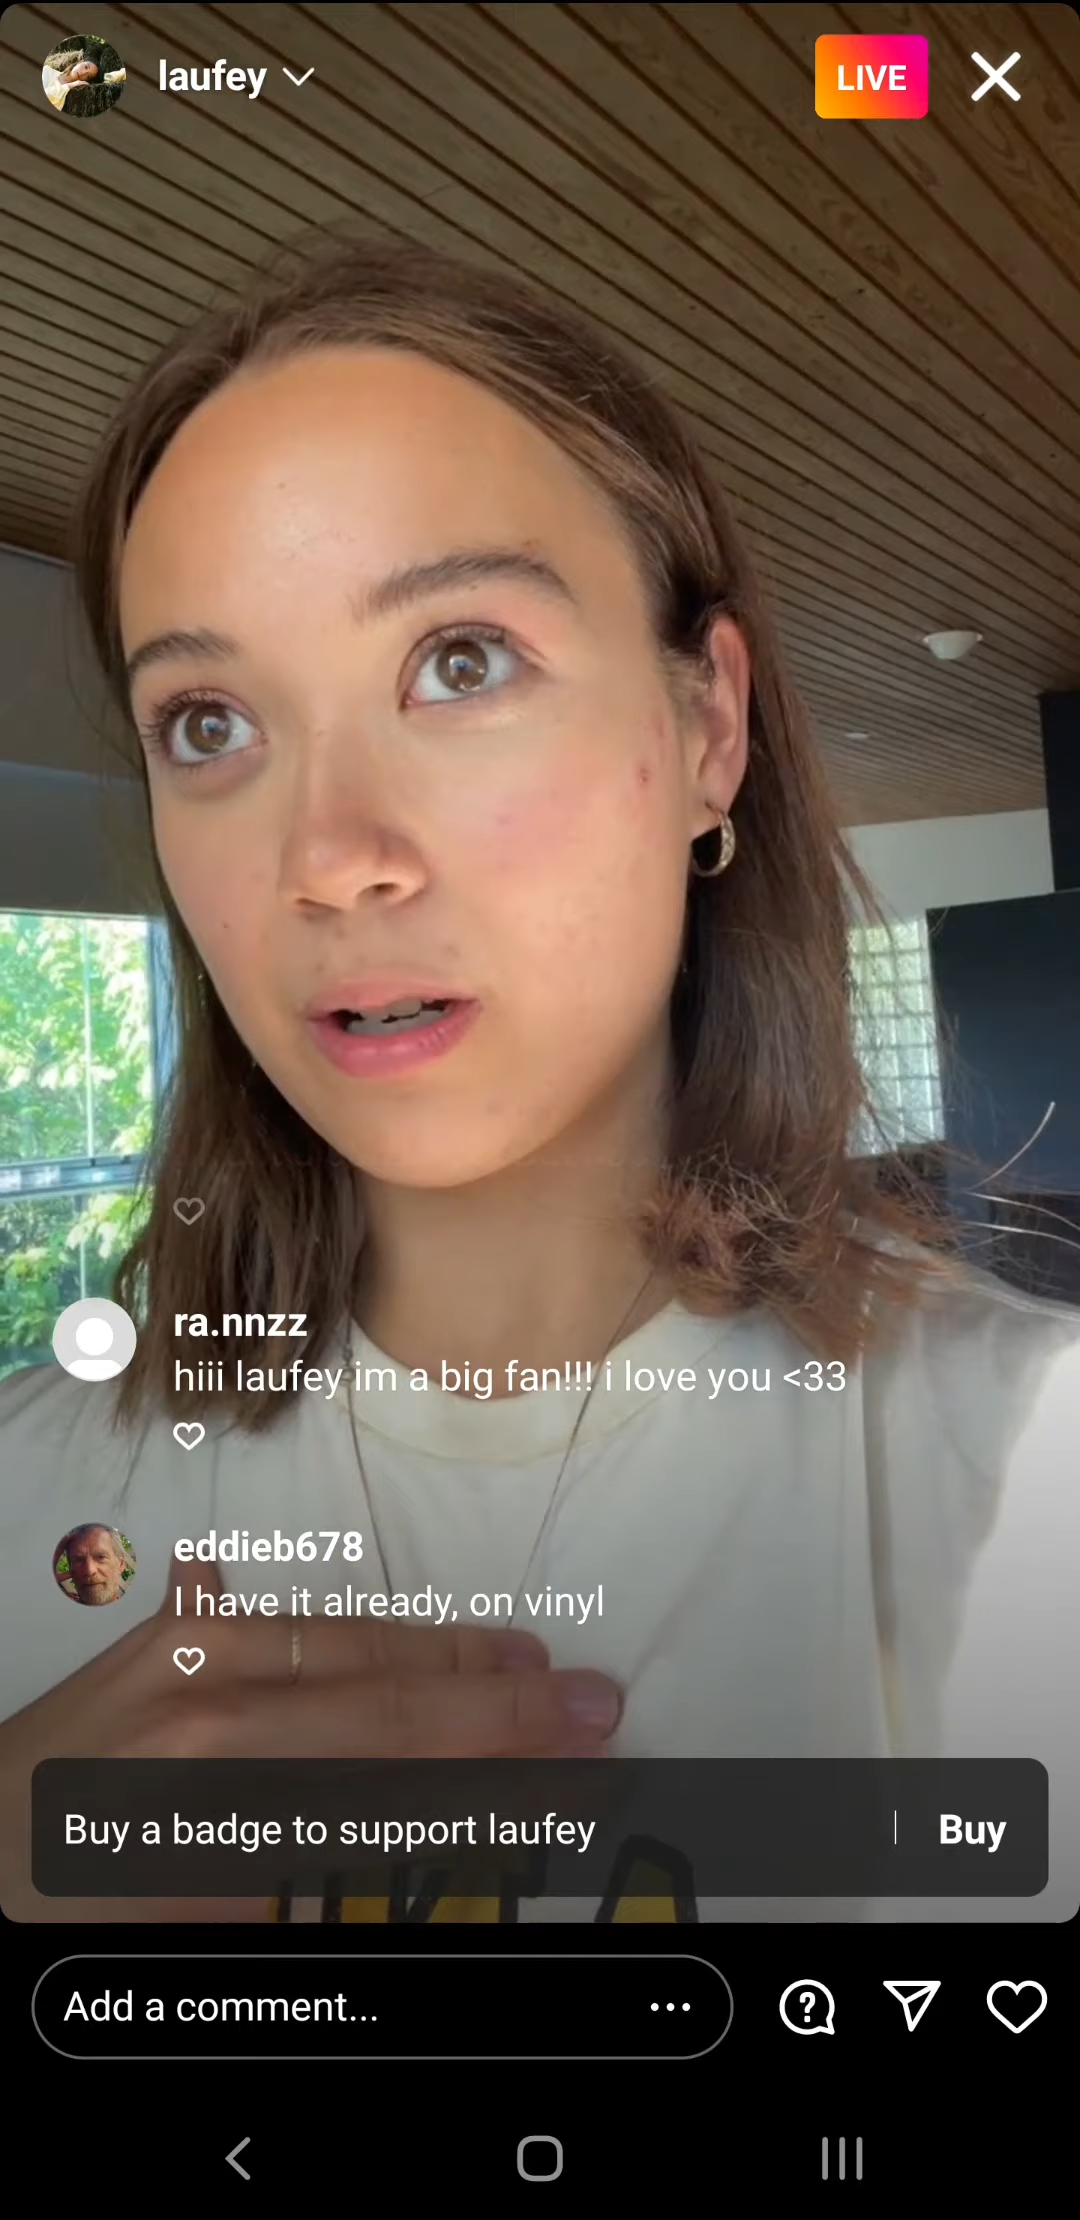 laufey
LIVE
ra.nnzz
hiii laufey im a big fan!!! i love you <33
eddieb678
I have it already, on vinyl
Buy a badge to support laufey
Buy
Add a comment...